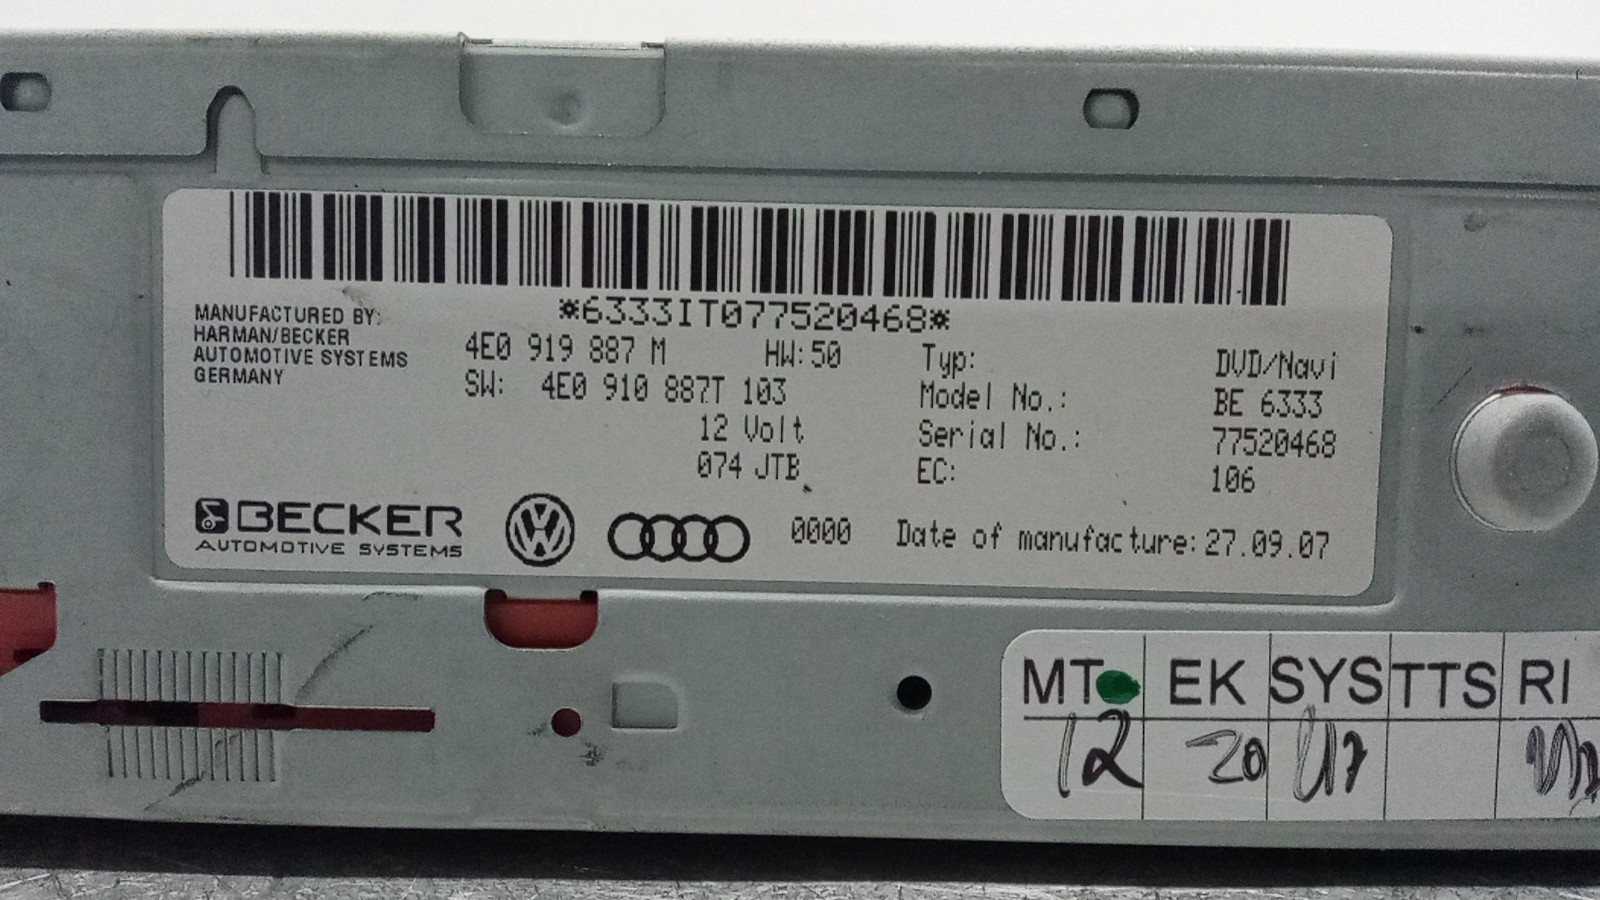 *6333IT077520468*
MANUFACTURED BY:
HARMAN/BECKER
AUTOMOTIVE SYSTEMS
GERMANY
4E0 919 887 M HW:50
SW: 4E0 910 887T 103
12 Volt
074 JTB
Typ: DVD/Navi
Model No.: BE 6333
Serial No.: 77520468
EC: 106
BECKER
AUTOMOTIVE SYSTEMS
0000 Date of manufacture: 27.09.07
MT EK SYS TTS RI
12 20